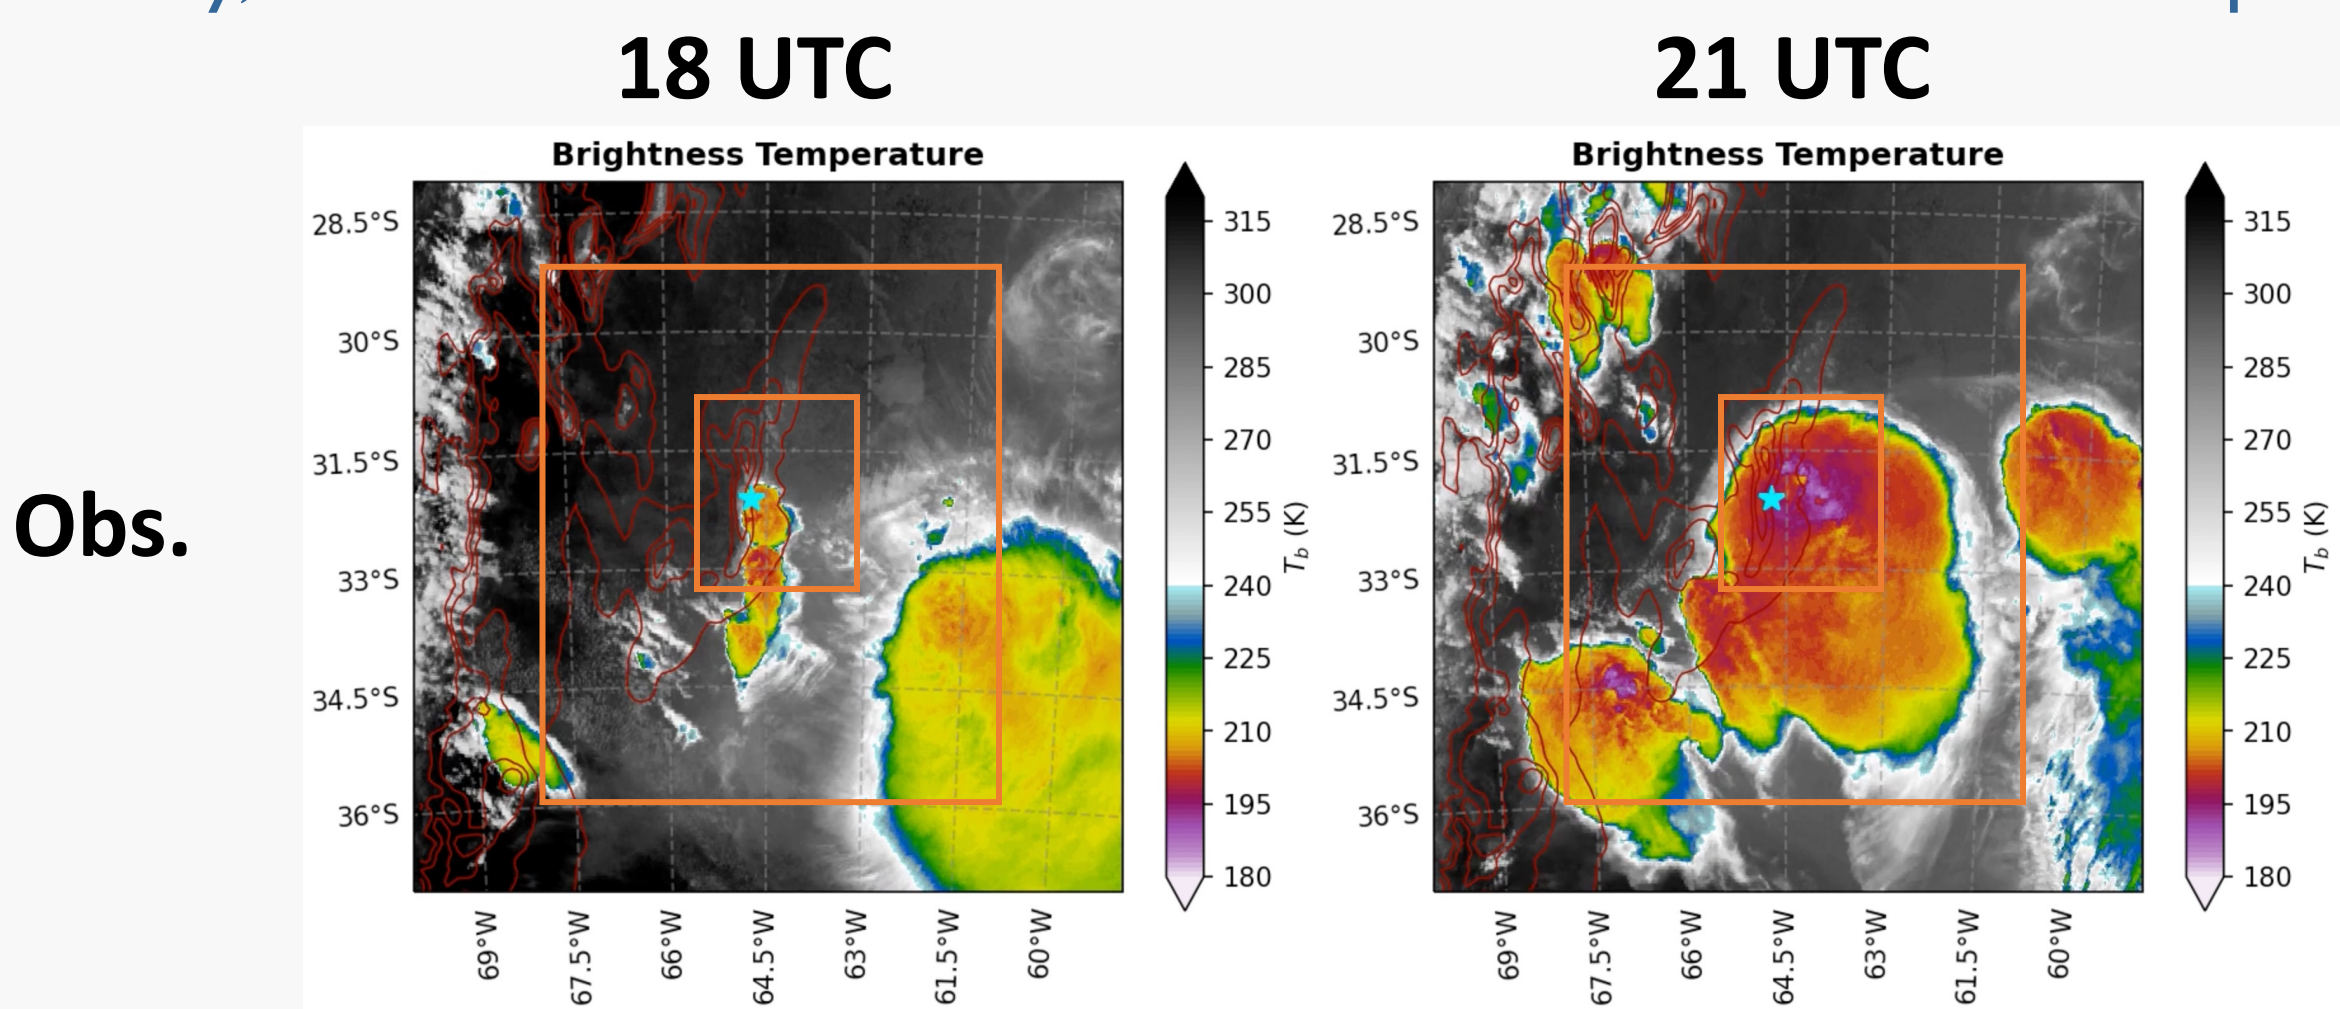 18 UTC
21 UTC
Obs.
Brightness Temperature
28.5°S
30°S
31.5°S
33°S
34.5°S
36°S
69°W
67.5°W
66°W
64.5°W
63°W
61.5°W
60°W
315
300
285
270
255
240
225
210
195
180
T_b (K)
Brightness Temperature
28.5°S
30°S
31.5°S
33°S
34.5°S
36°S
69°W
67.5°W
66°W
64.5°W
63°W
61.5°W
60°W
315
300
285
270
255
240
225
210
195
180
T_b (K)